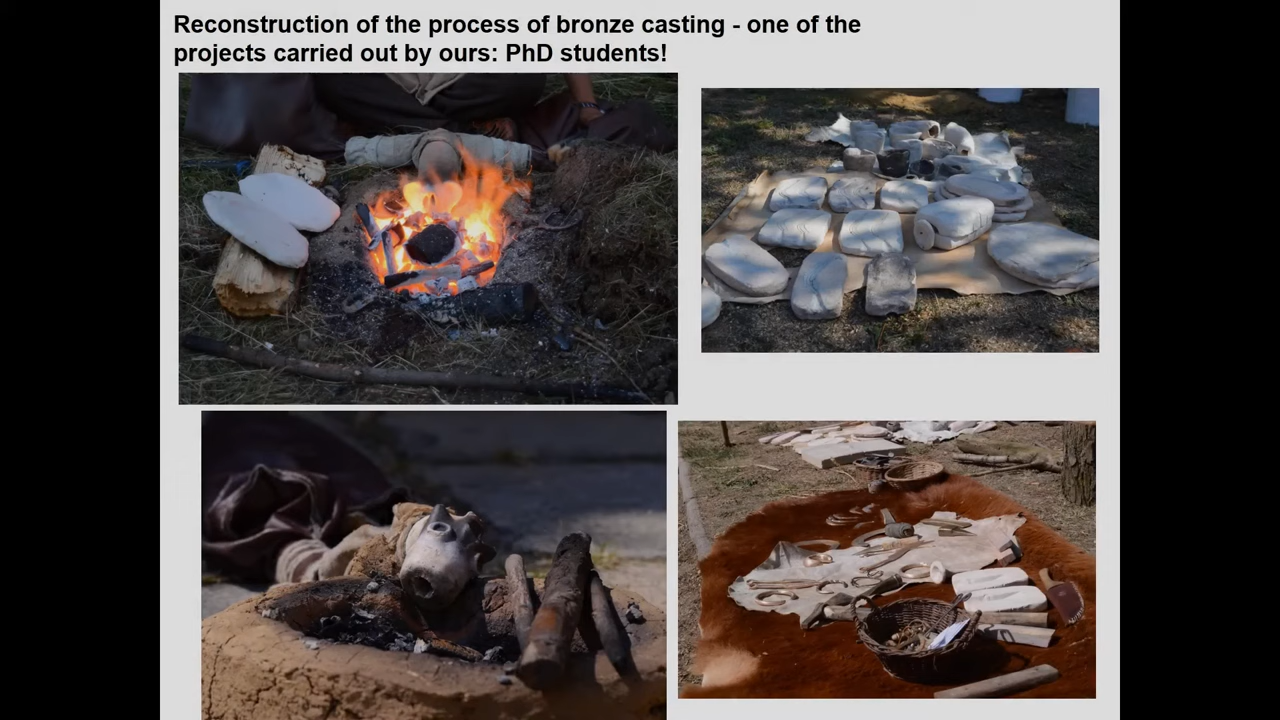 Reconstruction of the process of bronze casting - one of the
projects carried out by ours: PhD students!